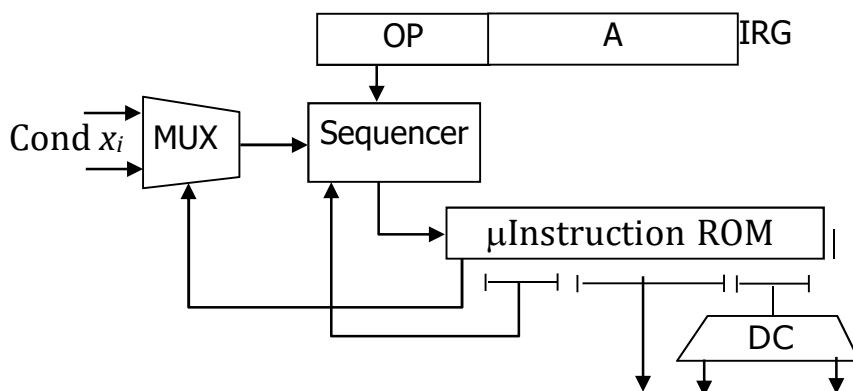 OP A IRG
Cond xᵢ MUX Sequencer
μInstruction ROM
DC